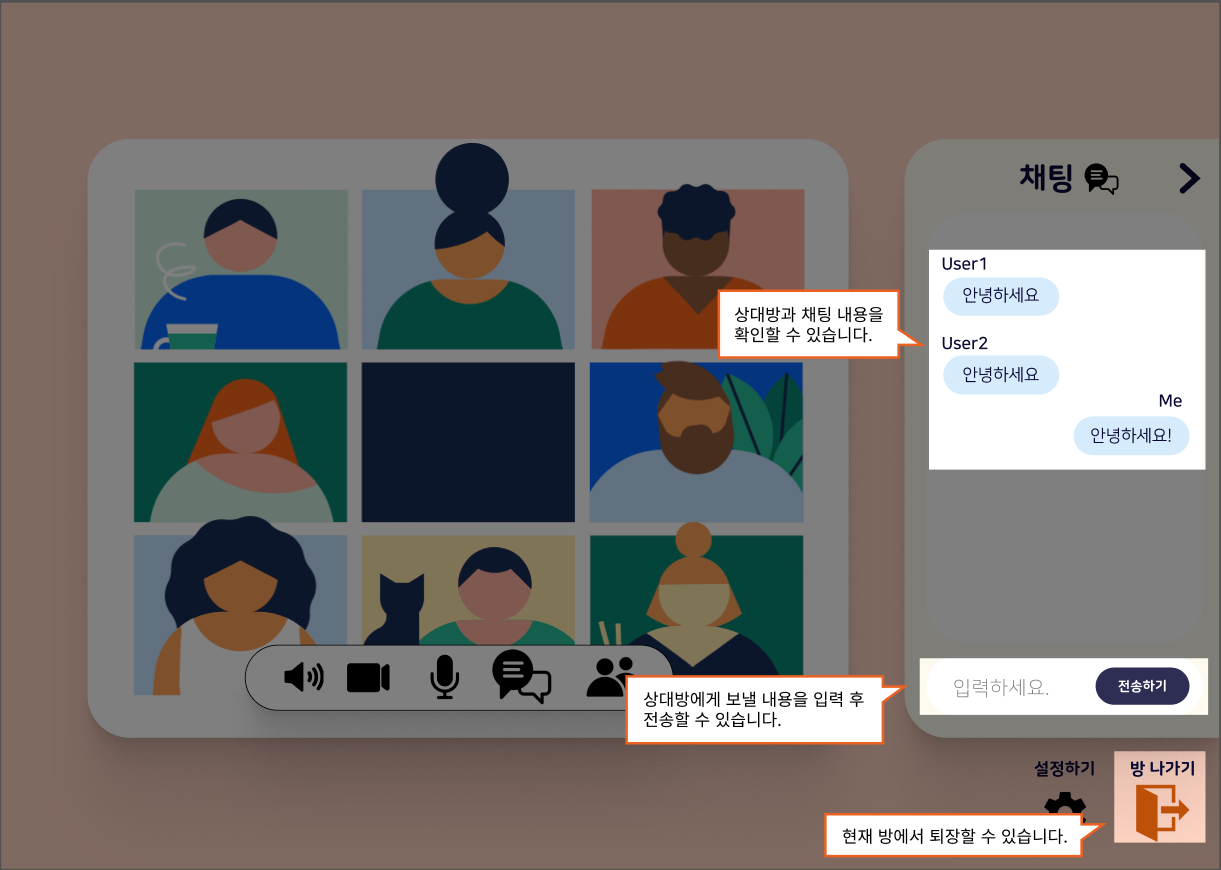 채팅
User1
안녕하세요
상대방과 채팅 내용을
확인할 수 있습니다.
User2
안녕하세요
Me
안녕하세요!
상대방에게 보낼 내용을 입력 후
전송할 수 있습니다.
입력하세요.
전송하기
설정하기
방 나가기
현재 방에서 퇴장할 수 있습니다.